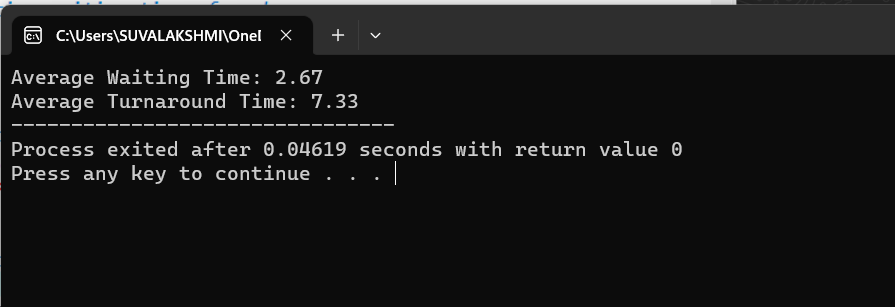 C:\Users\SUVALAKSHMI\OneI
Average Waiting Time: 2.67
Average Turnaround Time: 7.33
--------------------------------
Process exited after 0.04619 seconds with return value 0
Press any key to continue . . .